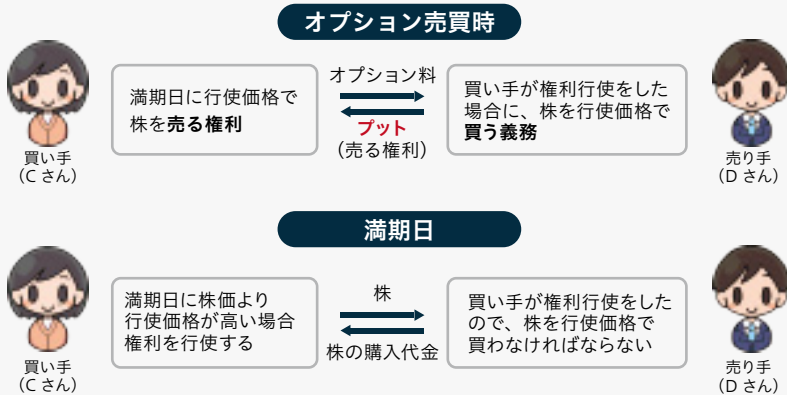 オプション売買時
満期日に行使価格で
株を売る権利
オプション料
プット
(売る権利)
買い手が権利行使をした
場合に、株を行使価格で
買う義務
買い手
(C さん)
売り手
(D さん)
満期日
満期日に株価より
行使価格が高い場合
権利を行使する
株
株の購入代金
買い手が権利行使をした
ので、株を行使価格で
買わなければならない
買い手
(C さん)
売り手
(D さん)